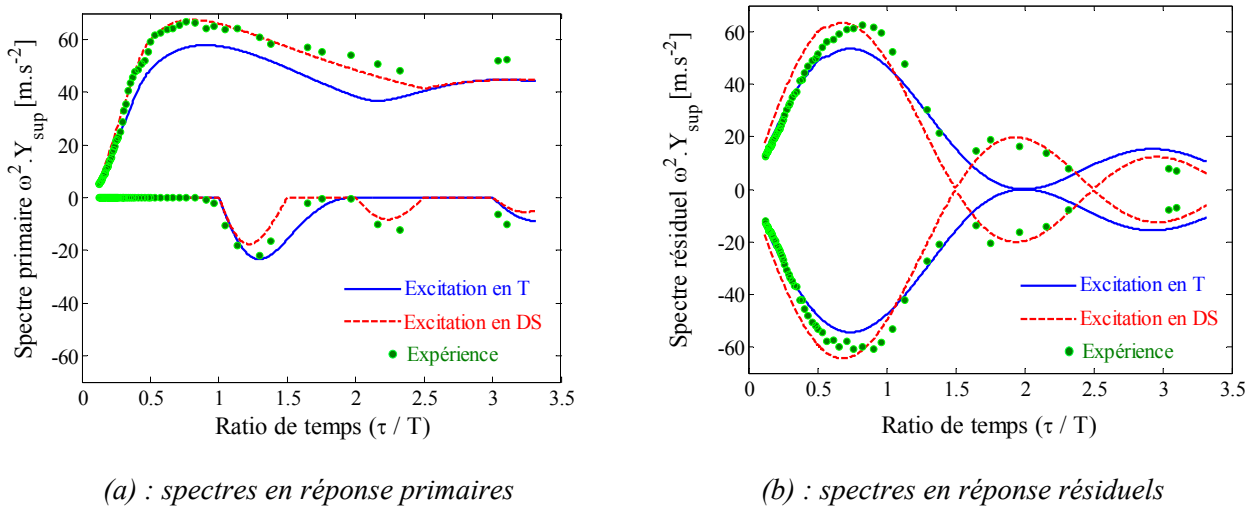 Spectre primaire ω².Y_sup [m.s⁻²]
60
40
20
0
-20
-40
-60
Excitation en T
Excitation en DS
Expérience
0 0.5 1 1.5 2 2.5 3 3.5
Ratio de temps (τ / T)
(a) : spectres en réponse primaires
Spectre résiduel ω².Y_sup [m.s⁻²]
60
40
20
0
-20
-40
-60
Excitation en T
Excitation en DS
Expérience
0 0.5 1 1.5 2 2.5 3 3.5
Ratio de temps (τ / T)
(b) : spectres en réponse résiduels